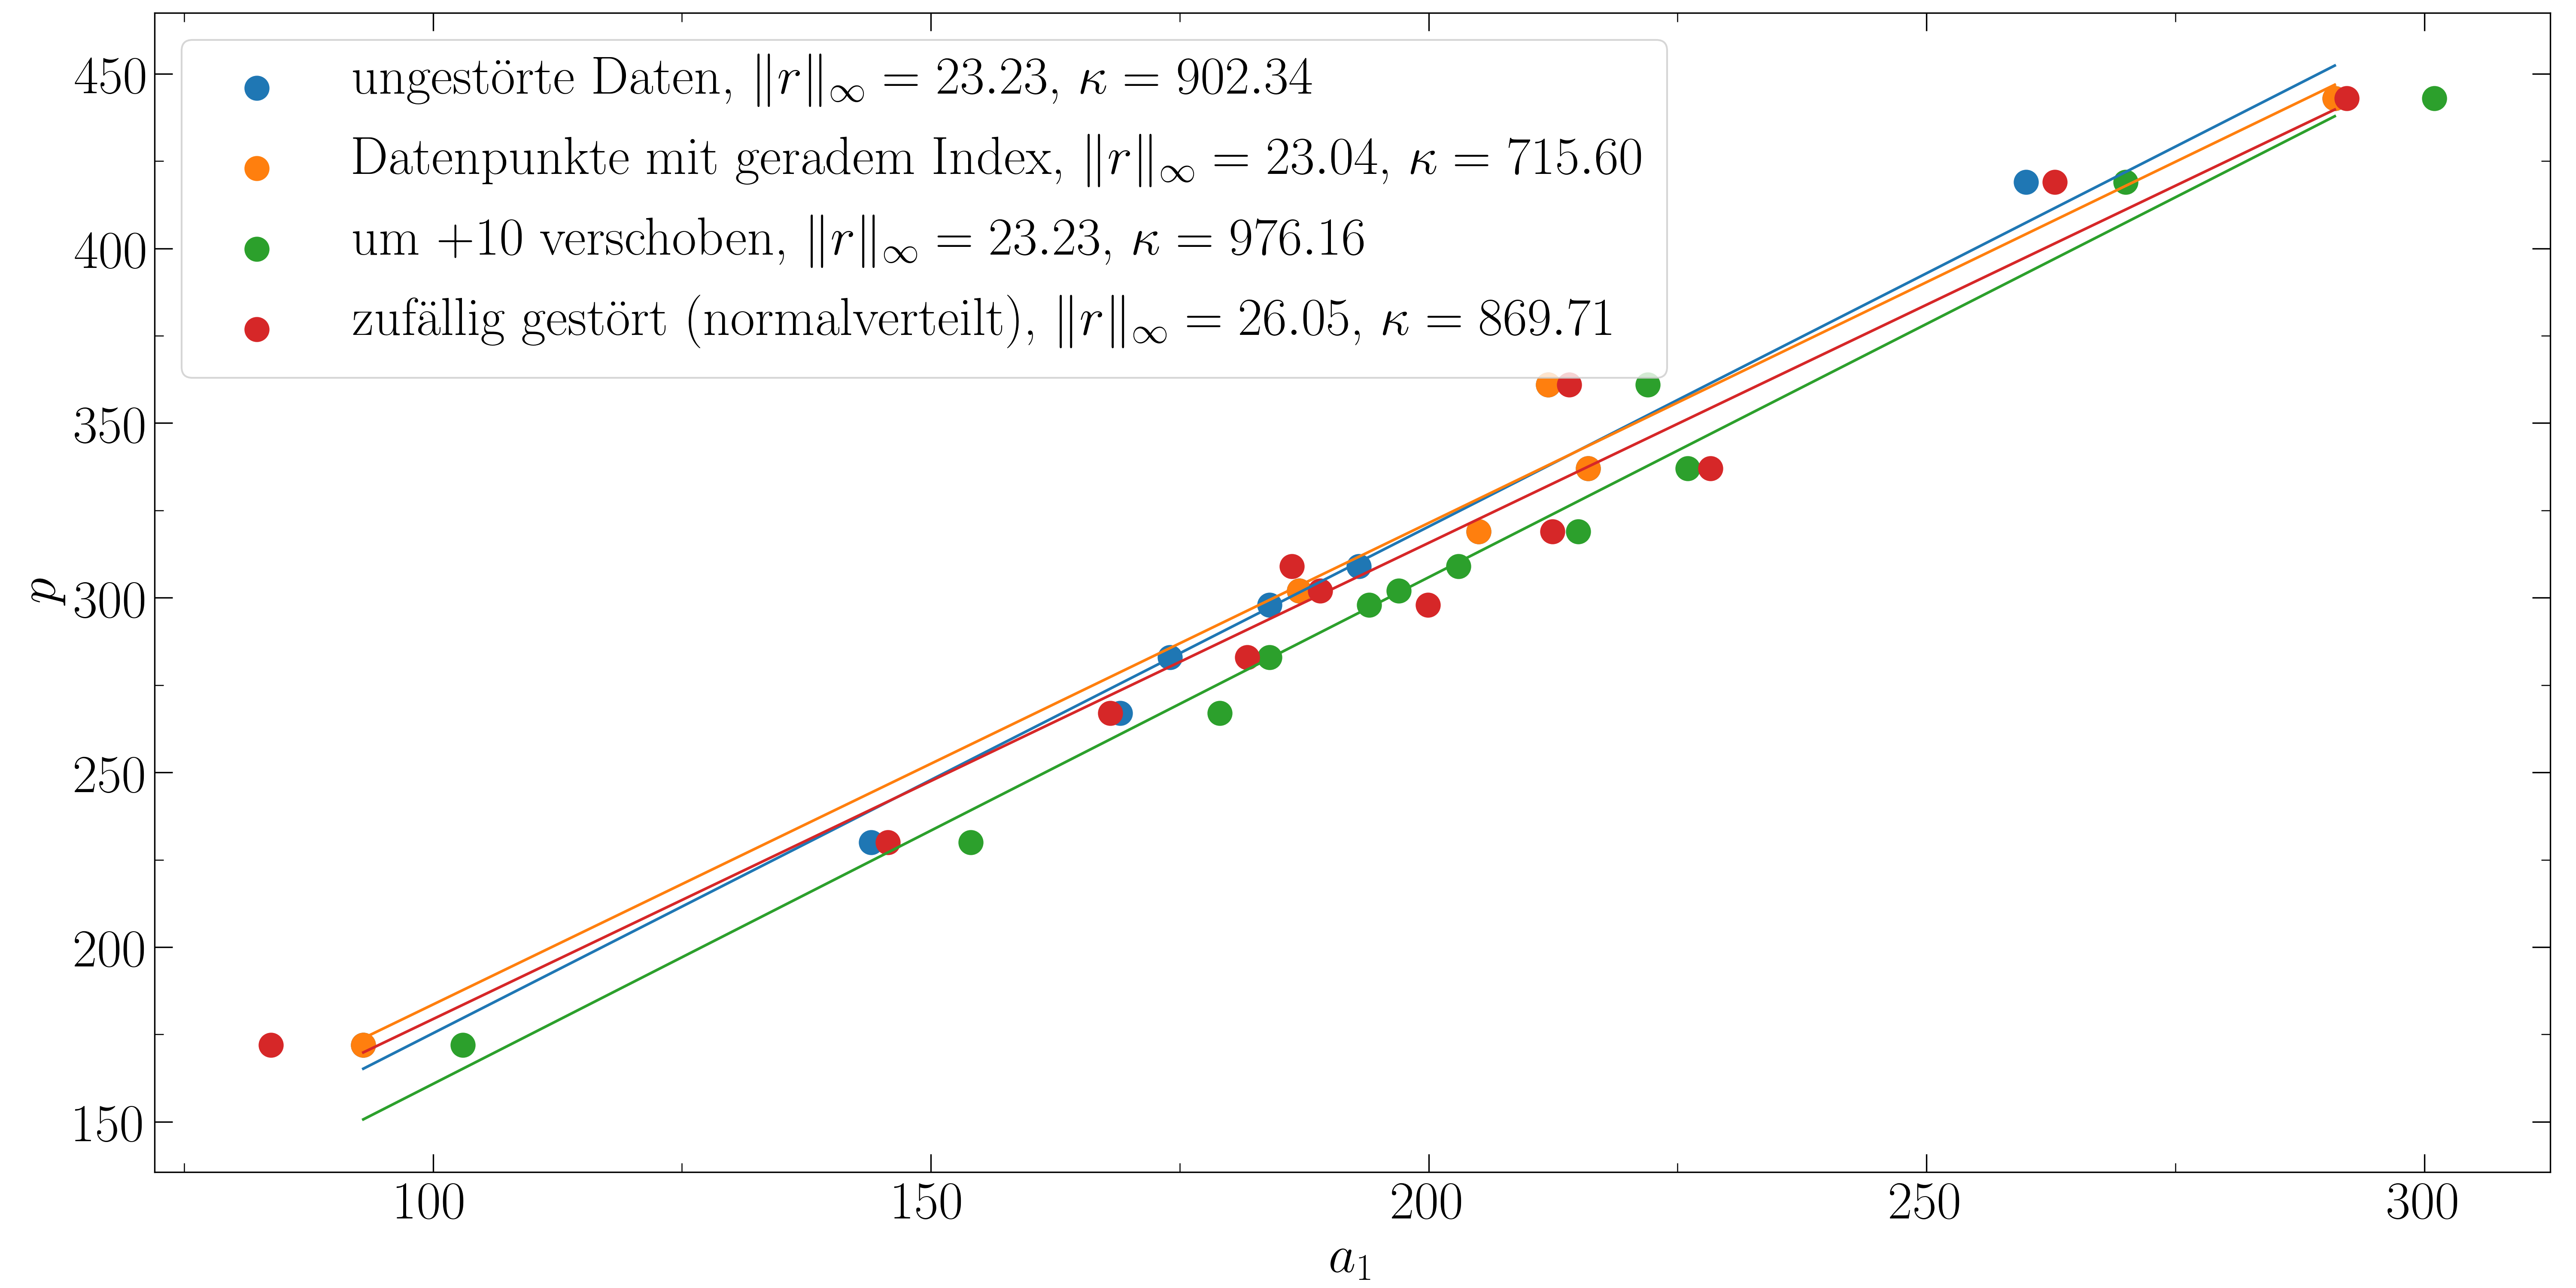 ungestörte Daten, ‖r‖∞ = 23.23, κ = 902.34
Datenpunkte mit geradem Index, ‖r‖∞ = 23.04, κ = 715.60
um +10 verschoben, ‖r‖∞ = 23.23, κ = 976.16
zufällig gestört (normalverteilt), ‖r‖∞ = 26.05, κ = 869.71
450
400
350
300
250
200
150
p
100 150 200 250 300
a₁